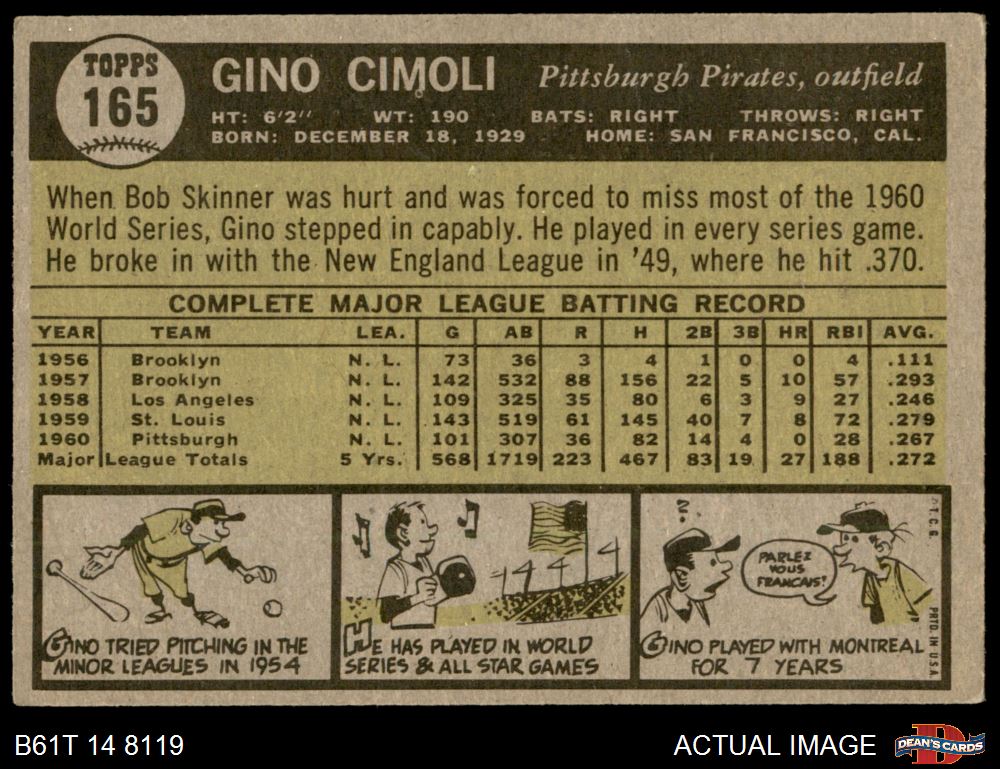 TOPPS
165
GINO CIMOLI Pittsburgh Pirates, outfield
HT: 6'2" WT: 190 BATS: RIGHT THROWS: RIGHT
BORN: DECEMBER 18, 1929 HOME: SAN FRANCISCO, CAL.
When Bob Skinner was hurt and was forced to miss most of the 1960
World Series, Gino stepped in capably. He played in every series game.
He broke in with the New England League in '49, where he hit .370.
COMPLETE MAJOR LEAGUE BATTING RECORD
YEAR TEAM LEA. G AB R H 2B 3B HR RBI AVG.
1956 Brooklyn N. L. 73 36 3 4 1 0 0 4 .111
1957 Brooklyn N. L. 142 532 88 156 22 5 10 57 .293
1958 Los Angeles N. L. 109 325 35 80 6 3 9 27 .246
1959 St. Louis N. L. 143 519 61 145 40 7 8 72 .279
1960 Pittsburgh N. L. 101 307 36 82 14 4 0 28 .267
Major League Totals 5 Yrs. 568 1719 223 467 83 19 27 188 .272
GINO TRIED PITCHING IN THE
MINOR LEAGUES IN 1954
HE HAS PLAYED IN WORLD
SERIES & ALL STAR GAMES
PARLEZ
VOUS
FRANCAIS?
GINO PLAYED WITH MONTREAL
FOR 7 YEARS
T.C.G. PRTD. IN U.S.A.
B61T 14 8119
ACTUAL IMAGE
DEAN'S CARDS